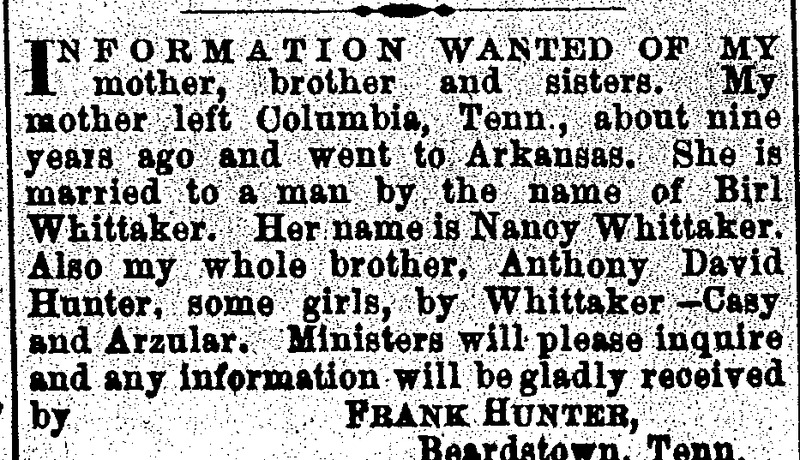 INFORMATION WANTED OF MY
mother, brother and sisters. My
mother left Columbia, Tenn., about nine
years ago and went to Arkansas. She is
married to a man by the name of Birl
Whittaker. Her name is Nancy Whittaker.
Also my whole brother, Anthony David
Hunter, some girls, by Whittaker—Casy
and Arzular. Ministers will please inquire
and any information will be gladly received
by FRANK HUNTER,
Beardstown, Tenn.